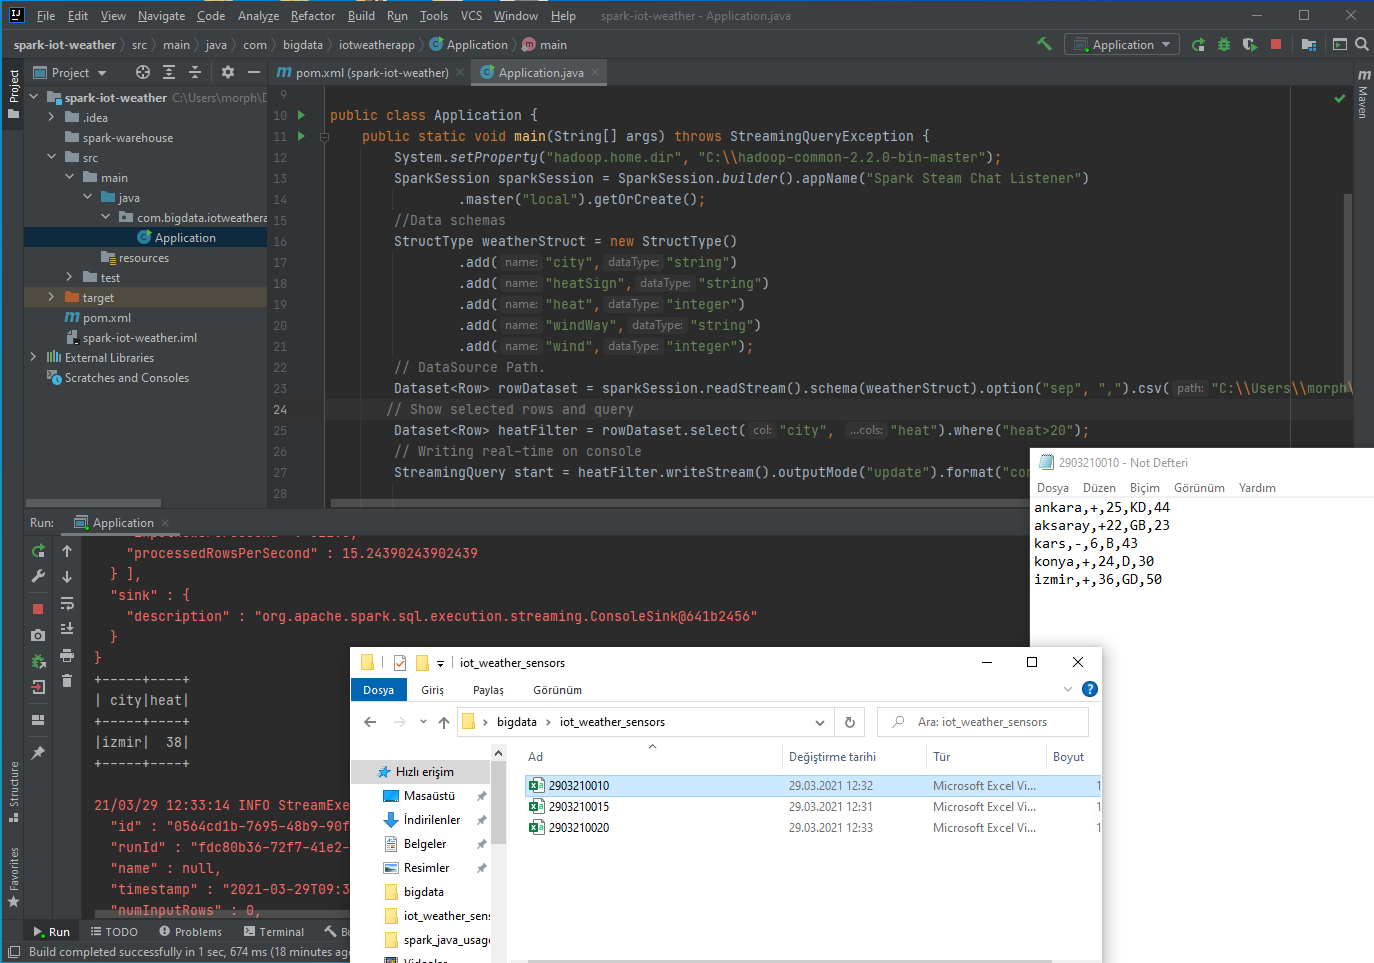 File Edit View Navigate Code Analyze Refactor Build Run Tools VCS Window Help spark-iot-weather - Application.java
spark-iot-weather src main java com bigdata iotweatherapp Application main Application
Project pom.xml (spark-iot-weather) Application.java
Project
Maven
Structure
Favorites
spark-iot-weather C:\Users\morph\D
.idea
spark-warehouse
src
main
java
com.bigdata.iotweathera
Application
resources
test
target
pom.xml
spark-iot-weather.iml
External Libraries
Scratches and Consoles
9
10 public class Application {
11 public static void main(String[] args) throws StreamingQueryException {
12 System.setProperty("hadoop.home.dir", "C:\\hadoop-common-2.2.0-bin-master");
13 SparkSession sparkSession = SparkSession.builder().appName("Spark Steam Chat Listener")
14 .master("local").getOrCreate();
15 //Data schemas
16 StructType weatherStruct = new StructType()
17 .add( name: "city", dataType: "string")
18 .add( name: "heatSign", dataType: "string")
19 .add( name: "heat", dataType: "integer")
20 .add( name: "windWay", dataType: "string")
21 .add( name: "wind", dataType: "integer");
22 // DataSource Path.
23 Dataset<Row> rowDataset = sparkSession.readStream().schema(weatherStruct).option("sep", ",").csv( path: "C:\\Users\\morph\
24 // Show selected rows and query
25 Dataset<Row> heatFilter = rowDataset.select( col: "city", ...cols: "heat").where("heat>20");
26 // Writing real-time on console
27 StreamingQuery start = heatFilter.writeStream().outputMode("update").format("con
28
Run: Application
"processedRowsPerSecond" : 15.24390243902439
} ],
"sink" : {
"description" : "org.apache.spark.sql.execution.streaming.ConsoleSink@641b2456"
}
}
+-----+----+
| city|heat|
+-----+----+
|izmir| 38|
+-----+----+
21/03/29 12:33:14 INFO StreamExe
"id" : "0564cd1b-7695-48b9-90f
"runId" : "fdc80b36-72f7-41e2-
"name" : null,
"timestamp" : "2021-03-29T09:3
"numInputRows" : 0,
Run TODO Problems Terminal Bu
Build completed successfully in 1 sec, 674 ms (18 minutes ago
2903210010 - Not Defteri
Dosya Düzen Biçim Görünüm Yardım
ankara,+,25,KD,44
aksaray,+22,GB,23
kars,-,6,B,43
konya,+,24,D,30
izmir,+,36,GD,50
iot_weather_sensors
Dosya Giriş Paylaş Görünüm
bigdata iot_weather_sensors Ara: iot_weather_sensors
Hızlı erişim
Masaüstü
İndirilenler
Belgeler
Resimler
bigdata
iot_weather_sens
spark_java_usage
Ad Değiştirme tarihi Tür Boyut
2903210010 29.03.2021 12:32 Microsoft Excel Vi... 1
2903210015 29.03.2021 12:31 Microsoft Excel Vi... 1
2903210020 29.03.2021 12:33 Microsoft Excel Vi... 1